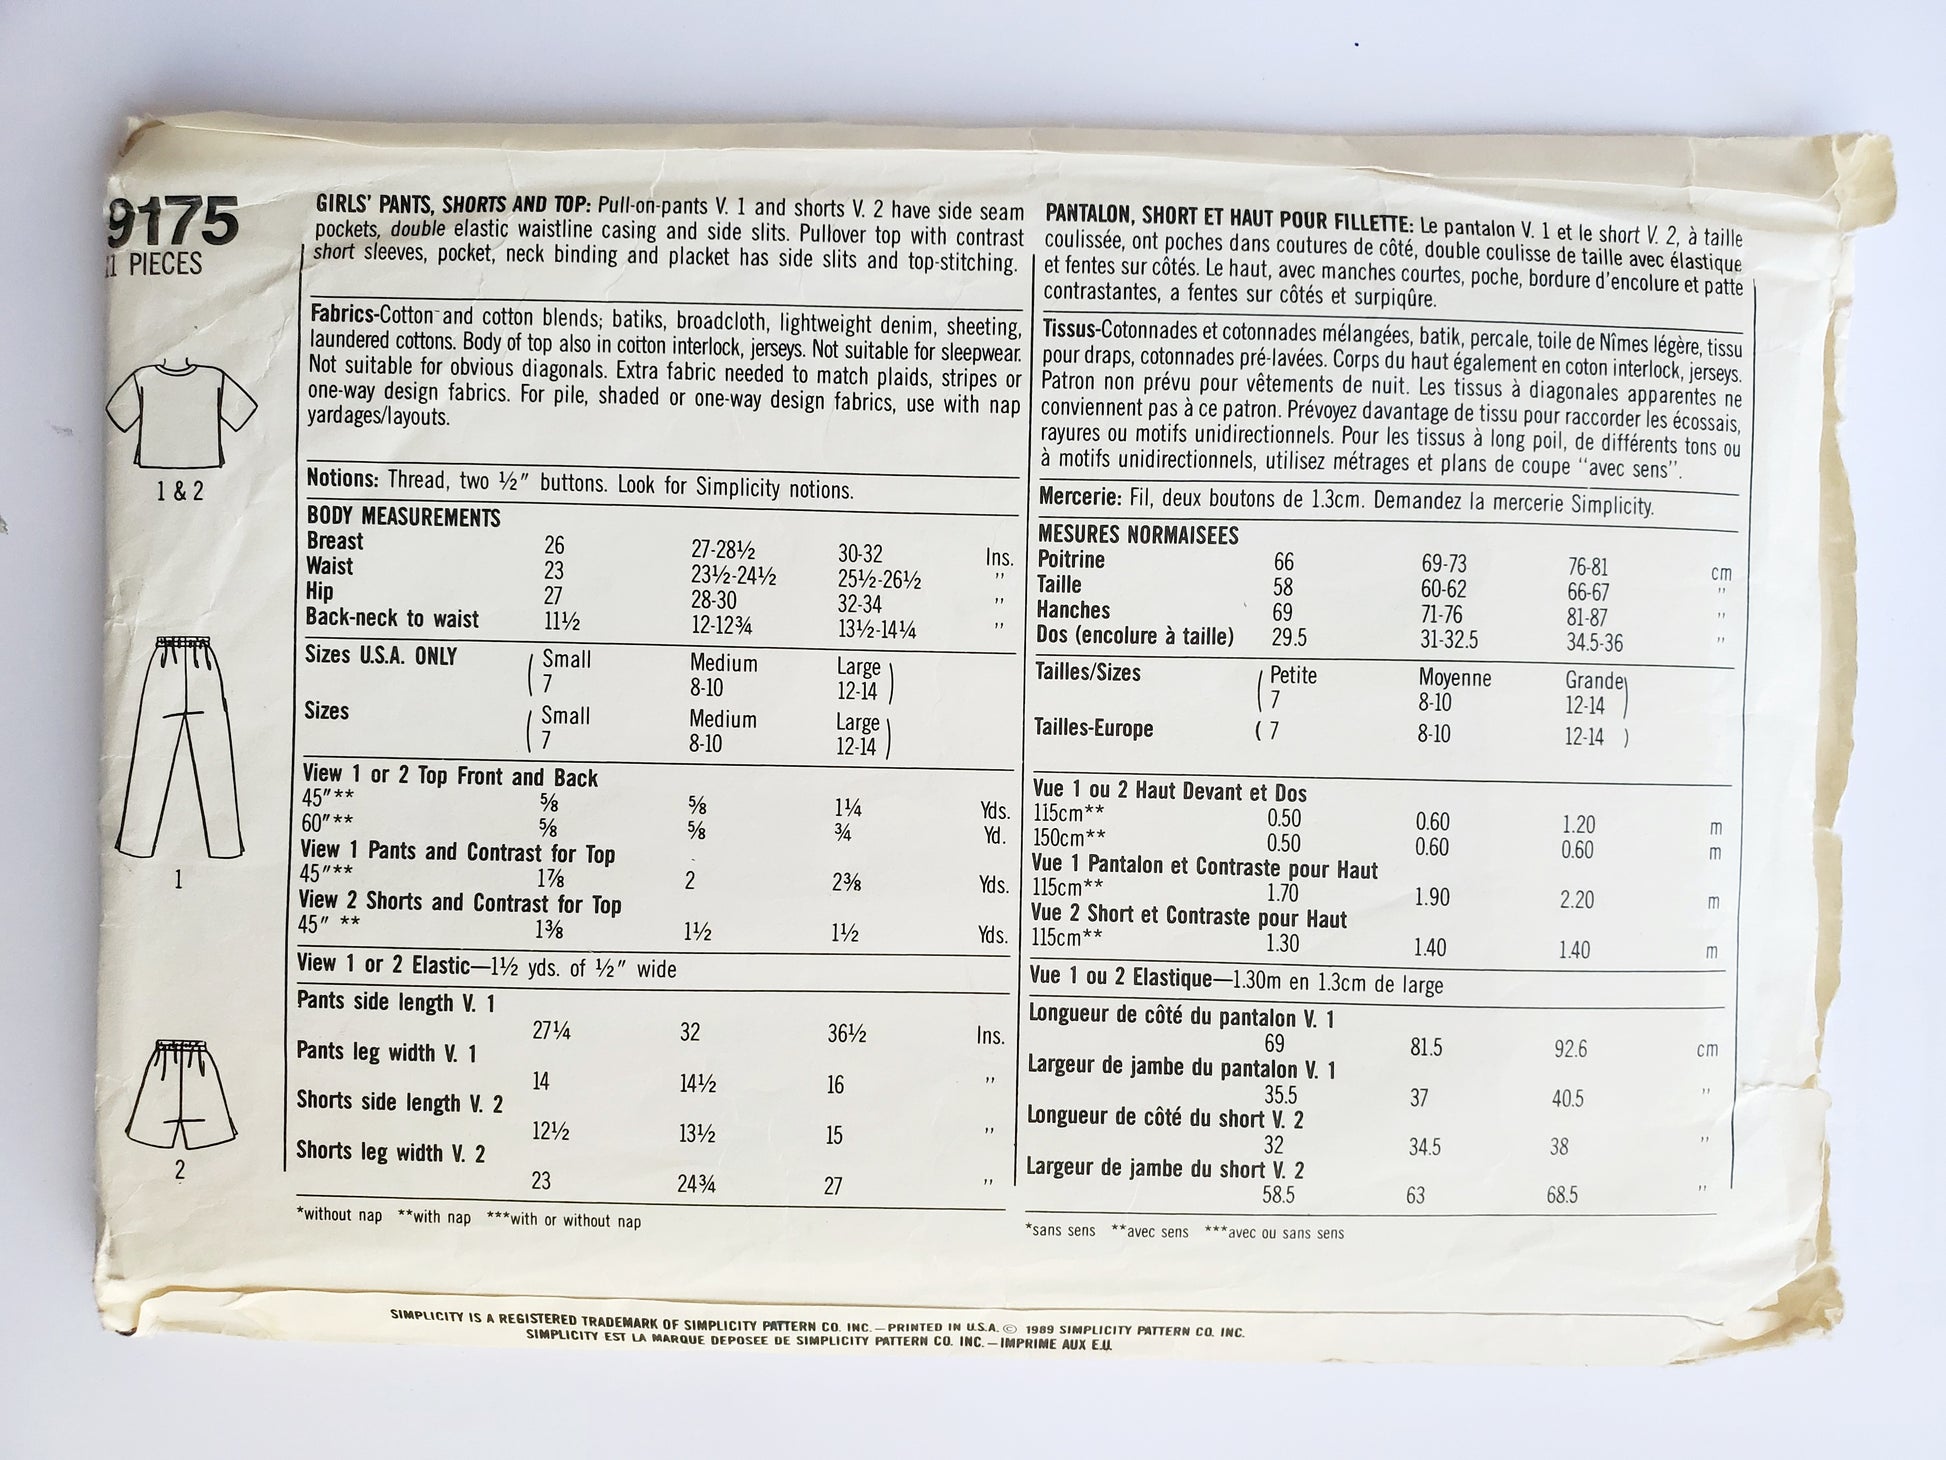 9175
11 PIECES
1 & 2
1
2
GIRLS' PANTS, SHORTS AND TOP: Pull-on-pants V. 1 and shorts V. 2 have side seam
pockets, double elastic waistline casing and side slits. Pullover top with contrast
short sleeves, pocket, neck binding and placket has side slits and top-stitching.
Fabrics-Cotton and cotton blends; batiks, broadcloth, lightweight denim, sheeting,
laundered cottons. Body of top also in cotton interlock, jerseys. Not suitable for sleepwear.
Not suitable for obvious diagonals. Extra fabric needed to match plaids, stripes or
one-way design fabrics. For pile, shaded or one-way design fabrics, use with nap
yardages/layouts.
Notions: Thread, two ½" buttons. Look for Simplicity notions.
BODY MEASUREMENTS
Breast 26 27-28½ 30-32 Ins.
Waist 23 23½-24½ 25½-26½ "
Hip 27 28-30 32-34 "
Back-neck to waist 11½ 12-12¾ 13½-14¼ "
Sizes U.S.A. ONLY ( Small Medium Large )
7 8-10 12-14
Sizes ( Small Medium Large )
7 8-10 12-14
View 1 or 2 Top Front and Back
45"** ⅝ ⅝ 1¼ Yds.
60"** ⅝ ⅝ ¾ Yd.
View 1 Pants and Contrast for Top
45"** 1⅞ 2 2⅜ Yds.
View 2 Shorts and Contrast for Top
45" ** 1⅜ 1½ 1½ Yds.
View 1 or 2 Elastic—1½ yds. of ½" wide
Pants side length V. 1
27¼ 32 36½ Ins.
Pants leg width V. 1
14 14½ 16 "
Shorts side length V. 2
12½ 13½ 15 "
Shorts leg width V. 2
23 24¾ 27 "
*without nap **with nap ***with or without nap
PANTALON, SHORT ET HAUT POUR FILLETTE: Le pantalon V. 1 et le short V. 2, à taille
coulissée, ont poches dans coutures de côté, double coulisse de taille avec élastique
et fentes sur côtés. Le haut, avec manches courtes, poche, bordure d'encolure et patte
contrastantes, a fentes sur côtés et surpiqûre.
Tissus-Cotonnades et cotonnades mélangées, batik, percale, toile de Nîmes légère, tissu
pour draps, cotonnades pré-lavées. Corps du haut également en coton interlock, jerseys.
Patron non prévu pour vêtements de nuit. Les tissus à diagonales apparentes ne
conviennent pas à ce patron. Prévoyez davantage de tissu pour raccorder les écossais,
rayures ou motifs unidirectionnels. Pour les tissus à long poil, de différents tons ou
à motifs unidirectionnels, utilisez métrages et plans de coupe "avec sens".
Mercerie: Fil, deux boutons de 1.3cm. Demandez la mercerie Simplicity.
MESURES NORMAISEES
Poitrine 66 69-73 76-81 cm
Taille 58 60-62 66-67 "
Hanches 69 71-76 81-87 "
Dos (encolure à taille) 29.5 31-32.5 34.5-36 "
Tailles/Sizes ( Petite Moyenne Grande )
7 8-10 12-14
Tailles-Europe ( 7 8-10 12-14 )
Vue 1 ou 2 Haut Devant et Dos
115cm** 0.50 0.60 1.20 m
150cm** 0.50 0.60 0.60 m
Vue 1 Pantalon et Contraste pour Haut
115cm** 1.70 1.90 2.20 m
Vue 2 Short et Contraste pour Haut
115cm** 1.30 1.40 1.40 m
Vue 1 ou 2 Elastique—1.30m en 1.3cm de large
Longueur de côté du pantalon V. 1
69 81.5 92.6 cm
Largeur de jambe du pantalon V. 1
35.5 37 40.5 "
Longueur de côté du short V. 2
32 34.5 38 "
Largeur de jambe du short V. 2
58.5 63 68.5 "
*sans sens **avec sens ***avec ou sans sens
SIMPLICITY IS A REGISTERED TRADEMARK OF SIMPLICITY PATTERN CO. INC.—PRINTED IN U.S.A. © 1989 SIMPLICITY PATTERN CO. INC.
SIMPLICITY EST LA MARQUE DEPOSEE DE SIMPLICITY PATTERN CO. INC.—IMPRIME AUX E.U.